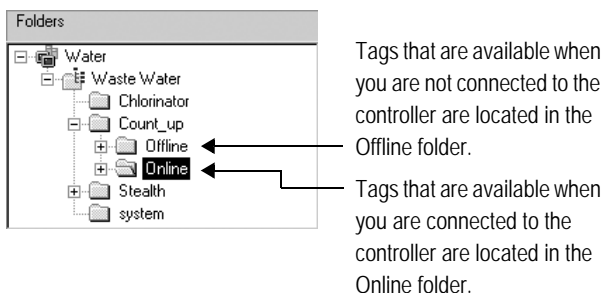 Folders
Water
Waste Water
Chlorinator
Count_up
Offline
Online
Stealth
system
Tags that are available when
you are not connected to the
controller are located in the
Offline folder.
Tags that are available when
you are connected to the
controller are located in the
Online folder.